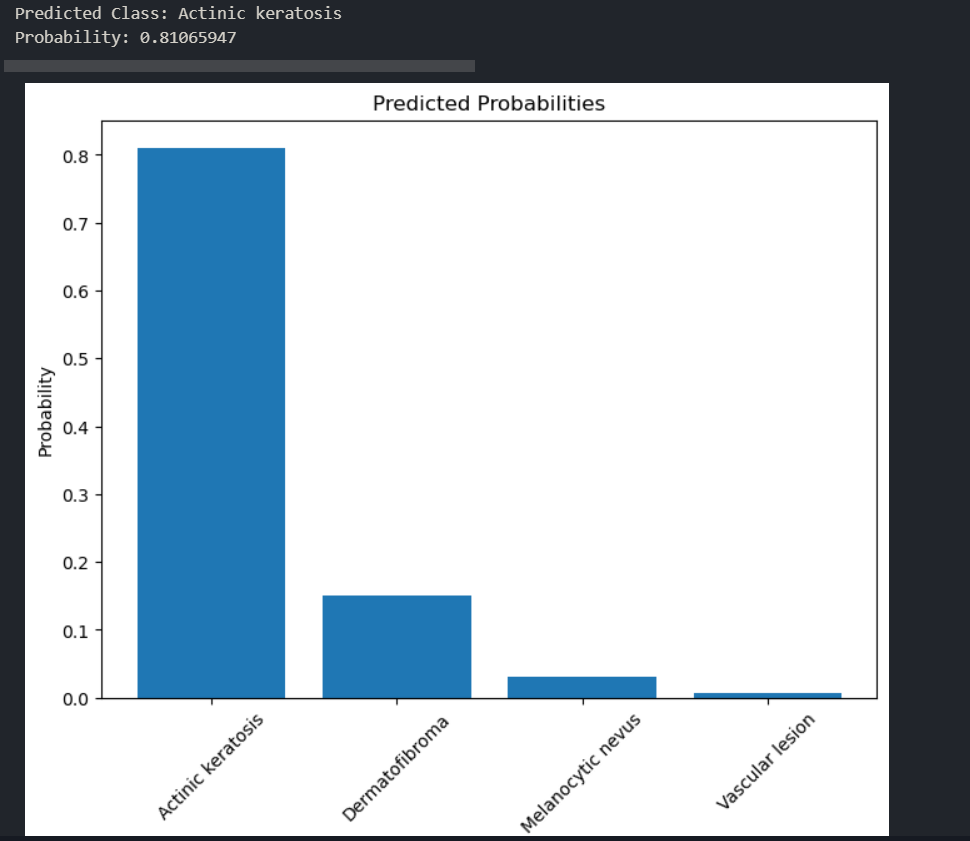 Predicted Class: Actinic keratosis
Probability: 0.81065947
Predicted Probabilities
Probability
0.8
0.7
0.6
0.5
0.4
0.3
0.2
0.1
0.0
Actinic keratosis
Dermatofibroma
Melanocytic nevus
Vascular lesion